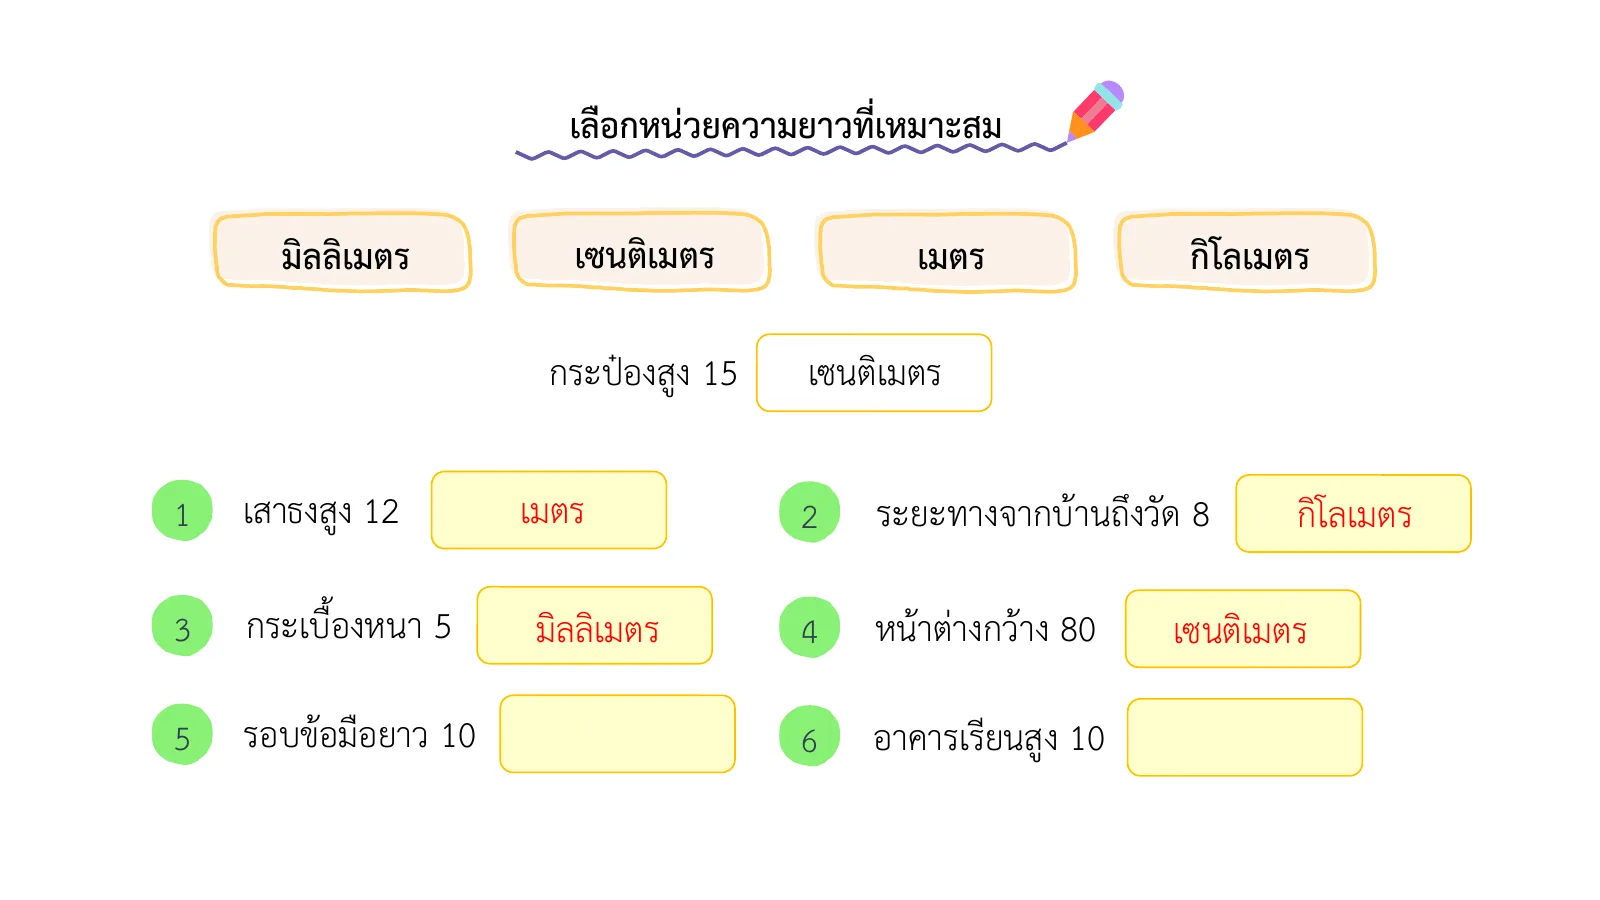 เลือกหน่วยความยาวที่เหมาะสม
มิลลิเมตร เซนติเมตร เมตร กิโลเมตร
กระป๋องสูง 15 เซนติเมตร
1 เสาธงสูง 12 เมตร
2 ระยะทางจากบ้านถึงวัด 8 กิโลเมตร
3 กระเบื้องหนา 5 มิลลิเมตร
4 หน้าต่างกว้าง 80 เซนติเมตร
5 รอบข้อมือยาว 10
6 อาคารเรียนสูง 10